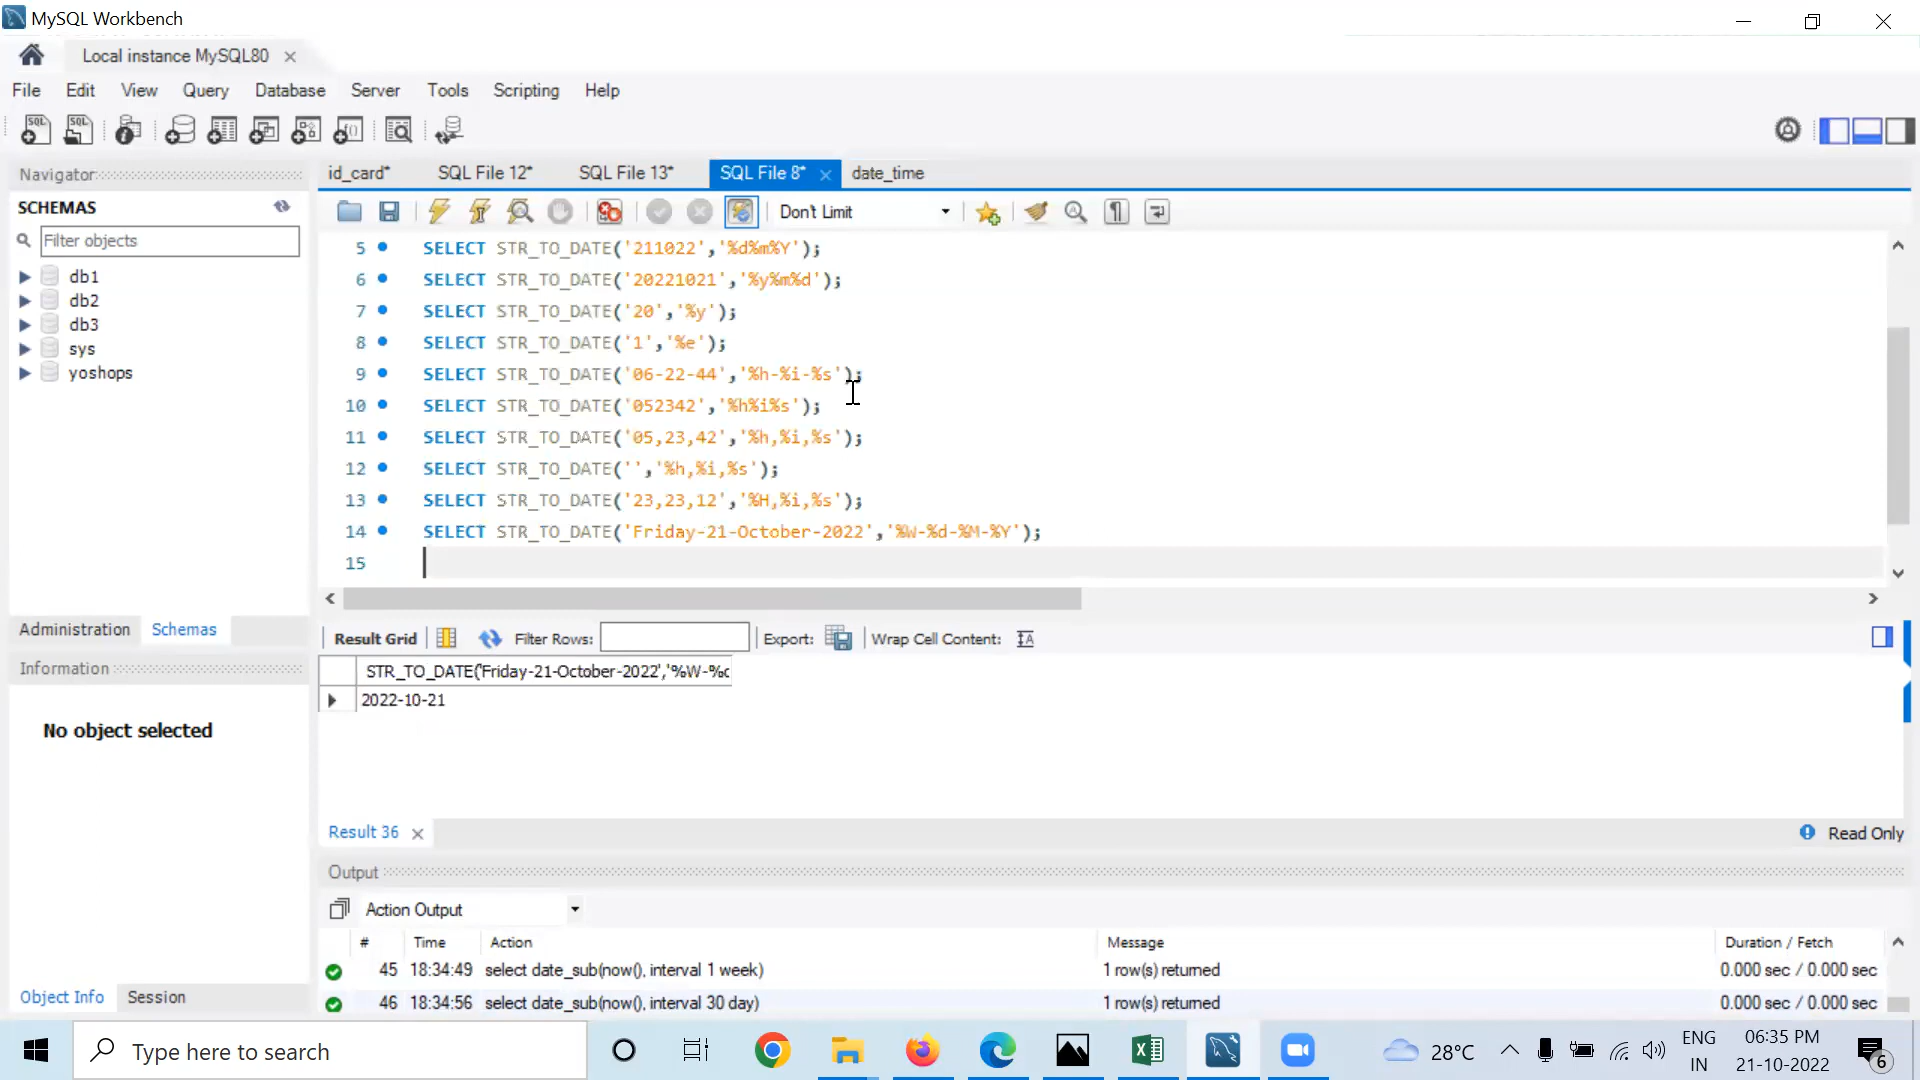 MySQL Workbench
Local instance MySQL80
File Edit View Query Database Server Tools Scripting Help
Navigator
SCHEMAS
Filter objects
db1
db2
db3
sys
yoshops
Administration Schemas
Information
No object selected
Object Info Session
id_card* SQL File 12* SQL File 13* SQL File 8* date_time
Don't Limit
5 SELECT STR_TO_DATE('211022','%d%m%Y');
6 SELECT STR_TO_DATE('20221021','%y%m%d');
7 SELECT STR_TO_DATE('20','%y');
8 SELECT STR_TO_DATE('1','%e');
9 SELECT STR_TO_DATE('06-22-44','%h-%i-%s');
10 SELECT STR_TO_DATE('052342','%h%i%s');
11 SELECT STR_TO_DATE('05,23,42','%h,%i,%s');
12 SELECT STR_TO_DATE('','%h,%i,%s');
13 SELECT STR_TO_DATE('23,23,12','%H,%i,%s');
14 SELECT STR_TO_DATE('Friday-21-October-2022','%W-%d-%M-%Y');
15
Result Grid Filter Rows: Export: Wrap Cell Content:
STR_TO_DATE('Friday-21-October-2022','%W-%d
2022-10-21
Result 36 Read Only
Output
Action Output
# Time Action Message Duration / Fetch
45 18:34:49 select date_sub(now(), interval 1 week) 1 row(s) returned 0.000 sec / 0.000 sec
46 18:34:56 select date_sub(now(), interval 30 day) 1 row(s) returned 0.000 sec / 0.000 sec
Type here to search
28°C
ENG
IN
06:35 PM
21-10-2022
6